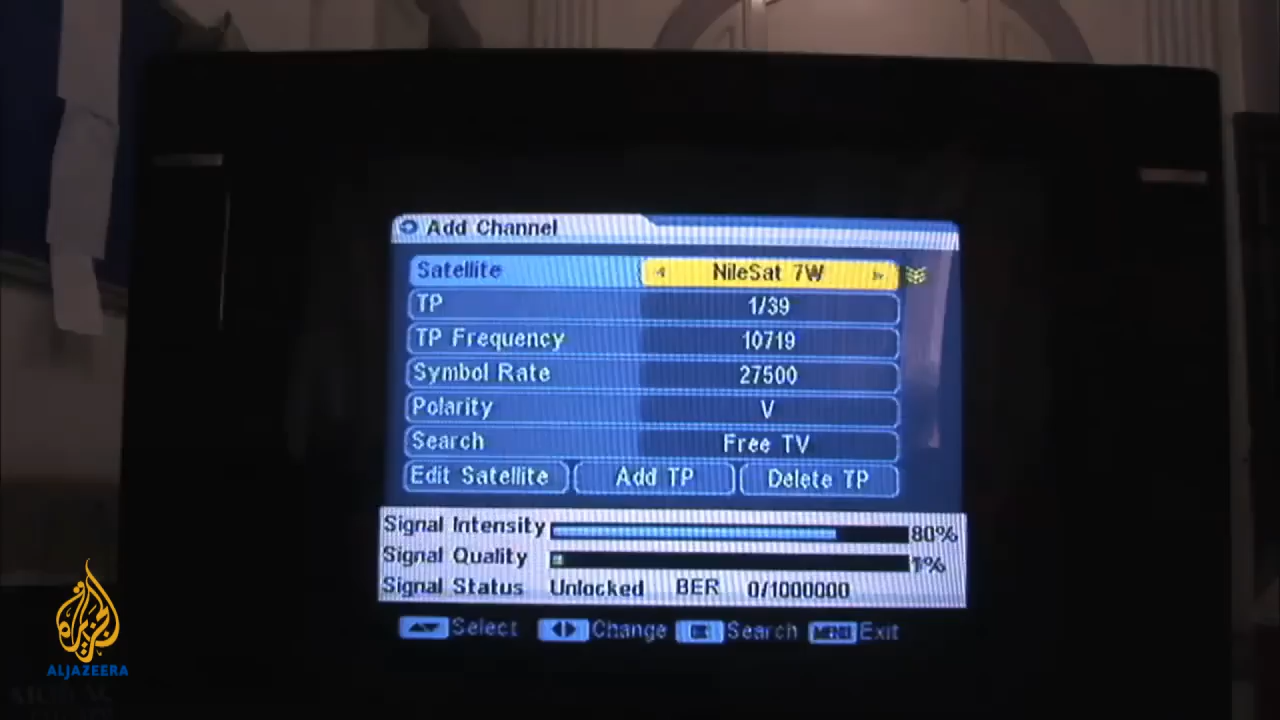 Add Channel
Satellite NileSat 7W
TP 1/39
TP Frequency 10719
Symbol Rate 27500
Polarity V
Search Free TV
Edit Satellite Add TP Delete TP
Signal Intensity 80%
Signal Quality 1%
Signal Status Unlocked BER 0/1000000
Select Change Search MENU Exit
الجزيرة
ALJAZEERA